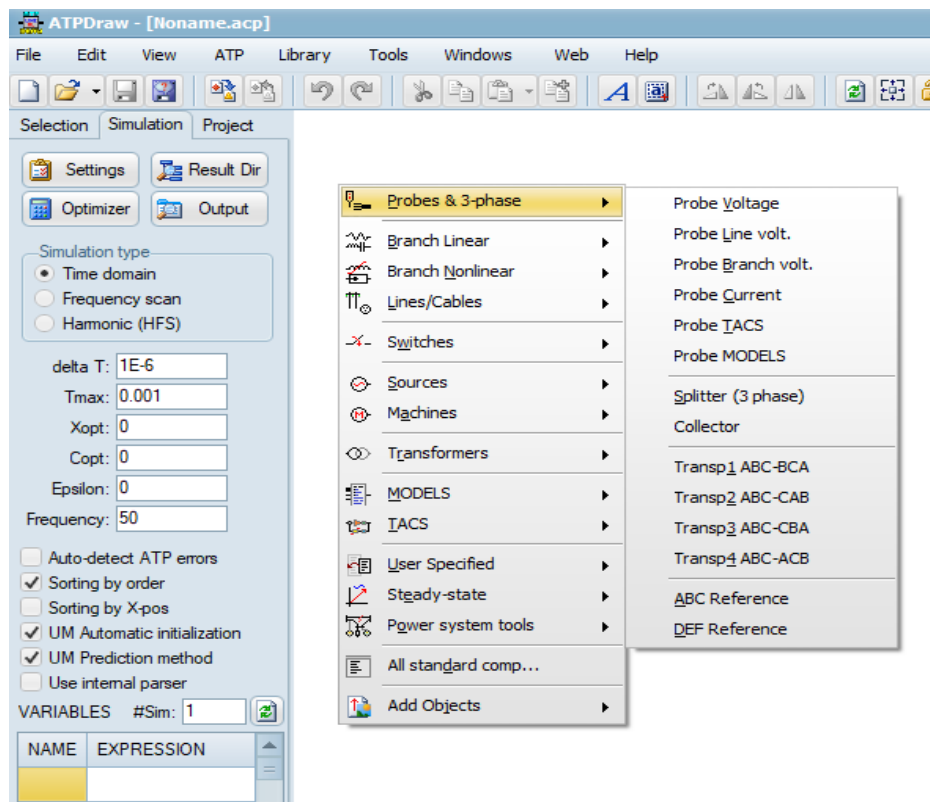 ATPDraw - [Noname.acp]
File Edit View ATP Library Tools Windows Web Help
A
Selection Simulation Project
Settings Result Dir
Optimizer Output
Simulation type
Time domain
Frequency scan
Harmonic (HFS)
delta T: 1E-6
Tmax: 0.001
Xopt: 0
Copt: 0
Epsilon: 0
Frequency: 50
Auto-detect ATP errors
Sorting by order
Sorting by X-pos
UM Automatic initialization
UM Prediction method
Use internal parser
VARIABLES #Sim: 1
NAME EXPRESSION
Probes & 3-phase
Branch Linear
Branch Nonlinear
Lines/Cables
Switches
Sources
Machines
Transformers
MODELS
TACS
User Specified
Steady-state
Power system tools
All standard comp...
Add Objects
Probe Voltage
Probe Line volt.
Probe Branch volt.
Probe Current
Probe TACS
Probe MODELS
Splitter (3 phase)
Collector
Transp1 ABC-BCA
Transp2 ABC-CAB
Transp3 ABC-CBA
Transp4 ABC-ACB
ABC Reference
DEF Reference